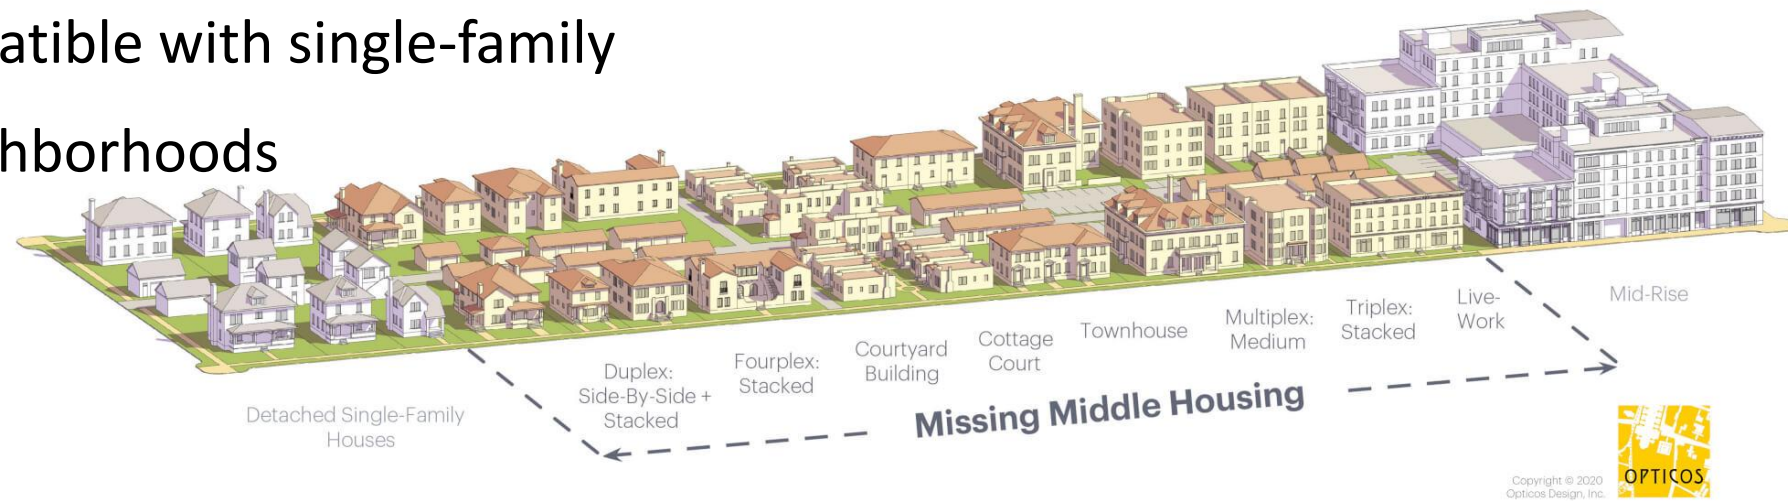 atible with single-family
hborhoods
Detached Single-Family
Houses
Duplex:
Side-By-Side +
Stacked
Fourplex:
Stacked
Courtyard
Building
Cottage
Court
Townhouse
Multiplex:
Medium
Triplex:
Stacked
Live-
Work
Mid-Rise
Missing Middle Housing
OPTICOS
Copyright © 2020
Opticos Design, Inc.